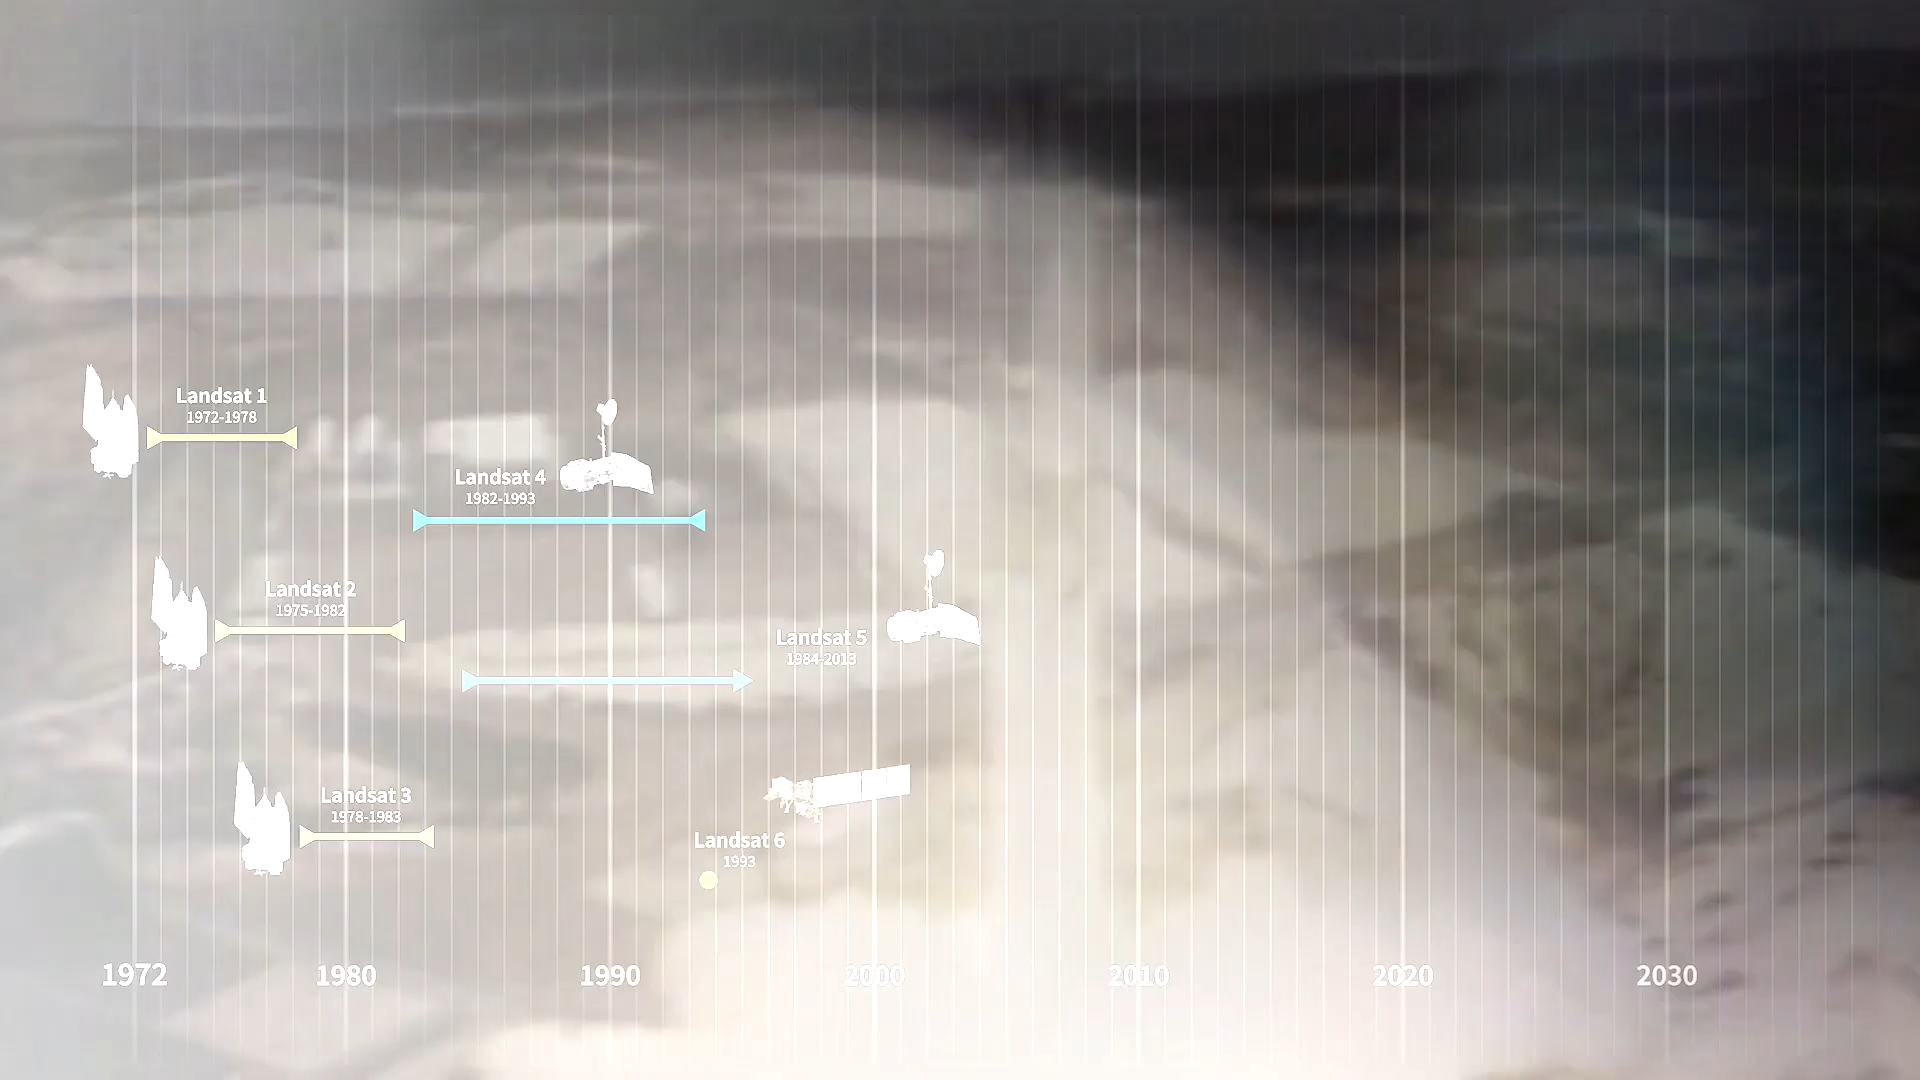 Landsat 1
1972-1978
Landsat 4
1982-1993
Landsat 2
1975-1982
Landsat 5
1984-2013
Landsat 3
1978-1983
Landsat 6
1993
1972
1980
1990
2000
2010
2020
2030